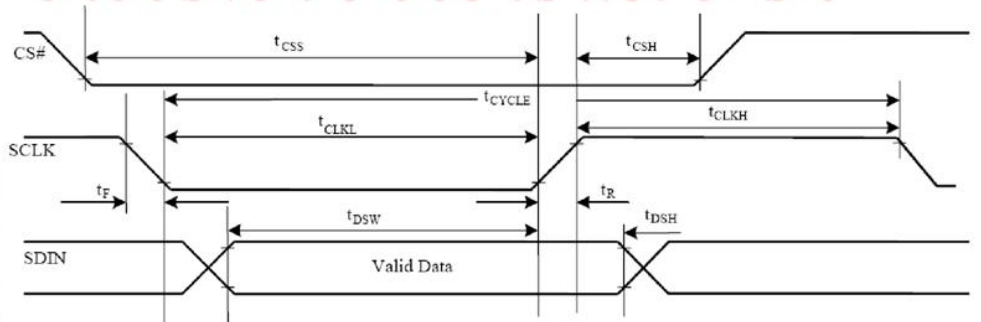 CS#
tCSS
tCSH
tCYCLE
tCLKL
tCLKH
SCLK
tF
tR
tDSW
tDSH
SDIN
Valid Data